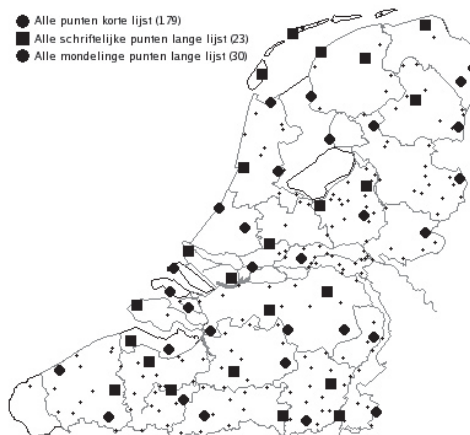 Alle punten korte lijst (179)
Alle schriftelijke punten lange lijst (23)
Alle mondelinge punten lange lijst (30)